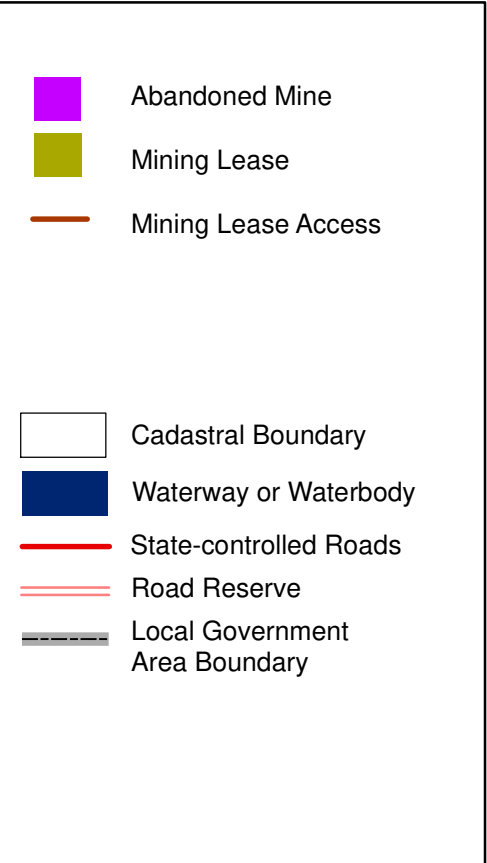 Abandoned Mine
Mining Lease
Mining Lease Access
Cadastral Boundary
Waterway or Waterbody
State-controlled Roads
Road Reserve
Local Government
Area Boundary